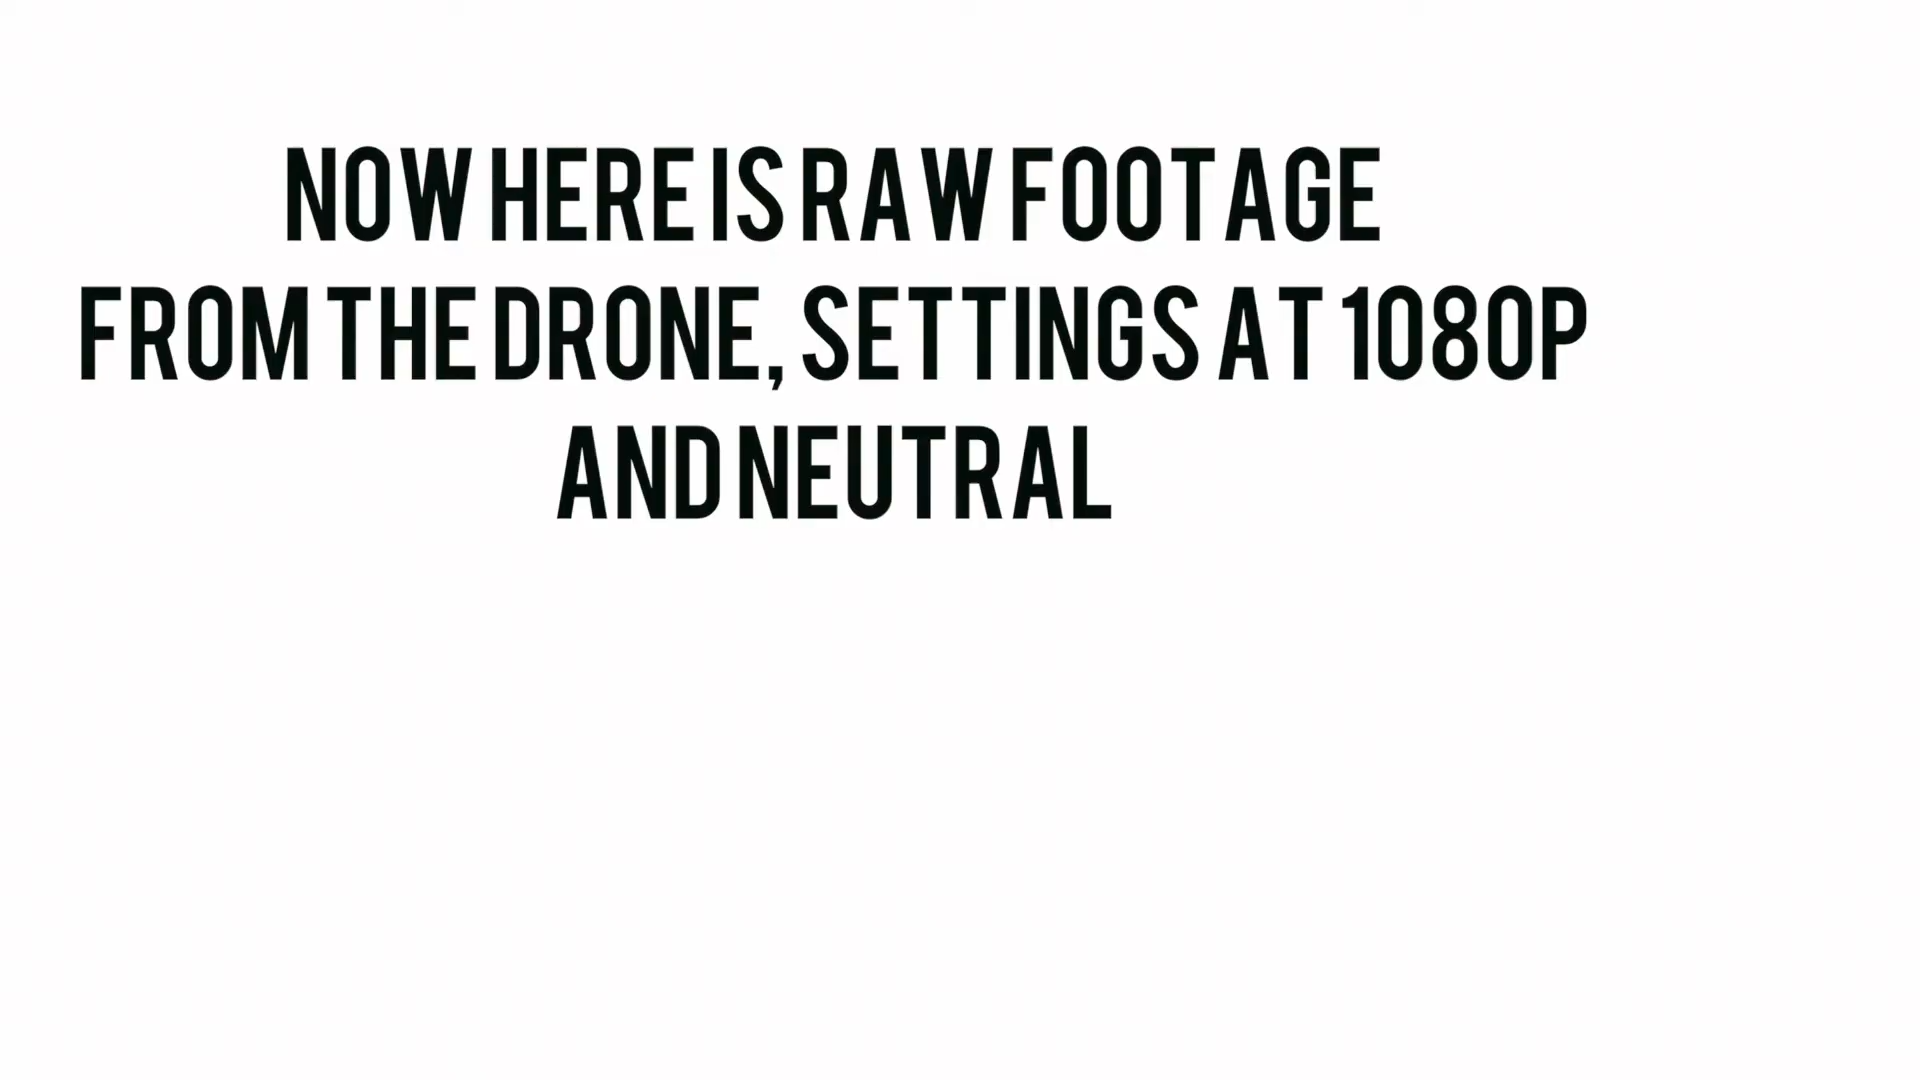 NOW HERE IS RAW FOOTAGE
FROM THE DRONE, SETTINGS AT 1080P
AND NEUTRAL